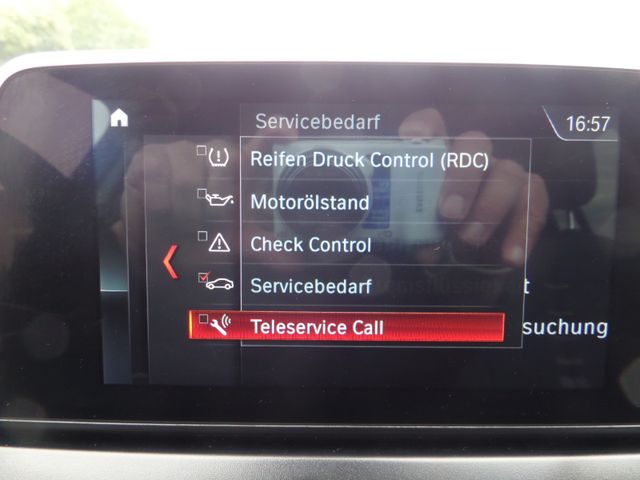 Servicebedarf
16:57
Reifen Druck Control (RDC)
Motorölstand
Check Control
Servicebedarf
t
Teleservice Call
suchung